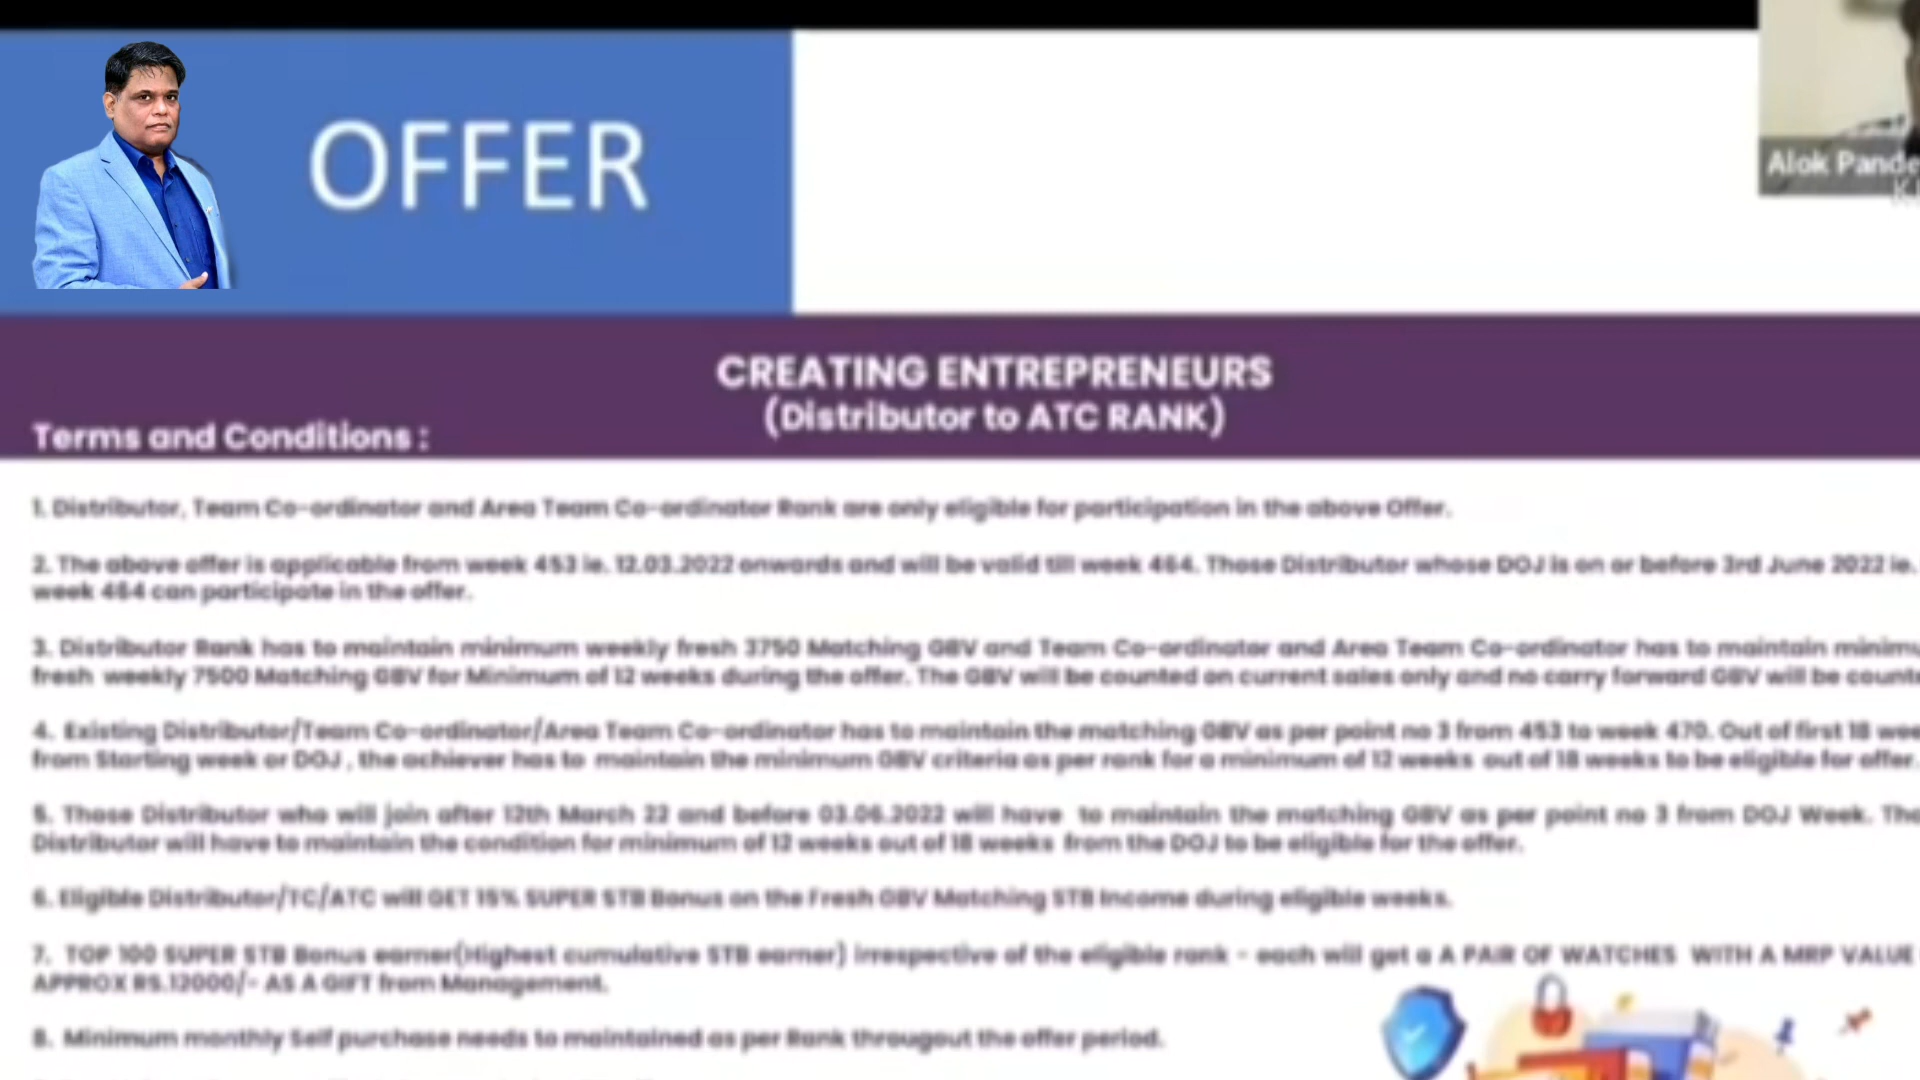 OFFER
Alok Pande
CREATING ENTREPRENEURS
(Distributor to ATC RANK)
Terms and Conditions :
1. Distributor, Team Co-ordinator and Area Team Co-ordinator Rank are only eligible for participation in the above Offer.
2. The above offer is applicable from week 453 ie. 12.03.2022 onwards and will be valid till week 464. Those Distributor whose DOJ is on or before 3rd June 2022 ie.
week 464 can participate in the offer.
3. Distributor Rank has to maintain minimum weekly fresh 3750 Matching GBV and Team Co-ordinator and Area Team Co-ordinator has to maintain minimu
fresh weekly 7500 Matching GBV for Minimum of 12 weeks during the offer. The GBV will be counted on current sales only and no carry forward GBV will be counte
4. Existing Distributor/Team Co-ordinator/Area Team Co-ordinator has to maintain the matching GBV as per point no 3 from 453 to week 470. Out of first 18 wee
from Starting week or DOJ , the achiever has to maintain the minimum GBV criteria as per rank for a minimum of 12 weeks out of 18 weeks to be eligible for offer.
5. Those Distributor who will join after 12th March 22 and before 03.06.2022 will have to maintain the matching GBV as per point no 3 from DOJ Week. Tho
Distributor will have to maintain the condition for minimum of 12 weeks out of 18 weeks from the DOJ to be eligible for the offer.
6. Eligible Distributor/TC/ATC will GET 15% SUPER STB Bonus on the Fresh GBV Matching STB Income during eligible weeks.
7. TOP 100 SUPER STB Bonus earner(Highest cumulative STB earner) irrespective of the eligible rank - each will get a A PAIR OF WATCHES WITH A MRP VALUE
APPROX RS.12000/- AS A GIFT from Management.
8. Minimum monthly Self purchase needs to maintained as per Rank througout the offer period.